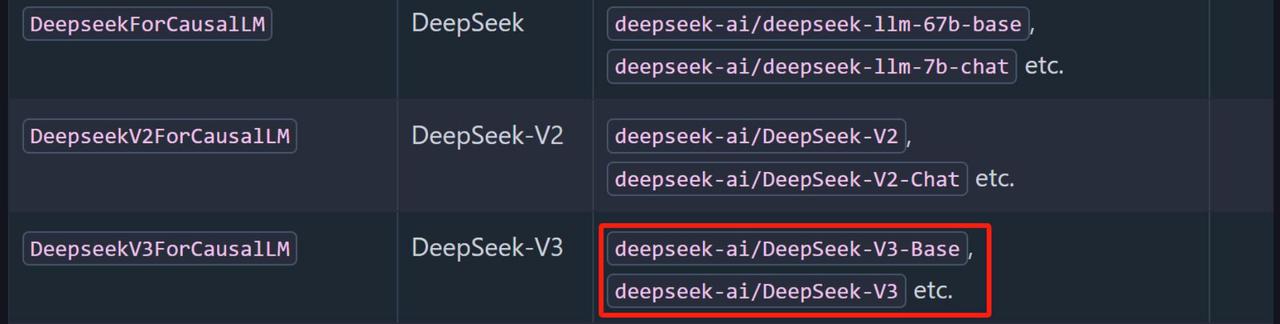 DeepseekForCausalLM DeepSeek deepseek-ai/deepseek-llm-67b-base,
deepseek-ai/deepseek-llm-7b-chat etc.
DeepseekV2ForCausalLM DeepSeek-V2 deepseek-ai/DeepSeek-V2,
deepseek-ai/DeepSeek-V2-Chat etc.
DeepseekV3ForCausalLM DeepSeek-V3 deepseek-ai/DeepSeek-V3-Base,
deepseek-ai/DeepSeek-V3 etc.